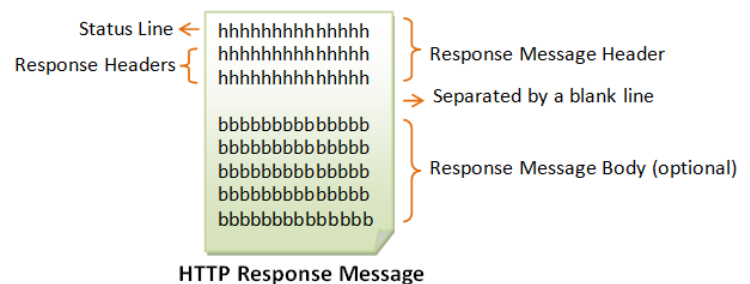 Status Line
hhhhhhhhhhhhhh
Response Headers
hhhhhhhhhhhhhh
hhhhhhhhhhhhhh
Response Message Header
Separated by a blank line
bbbbbbbbbbbbbb
bbbbbbbbbbbbbb
bbbbbbbbbbbbbb
bbbbbbbbbbbbbb
bbbbbbbbbbbbbb
Response Message Body (optional)
HTTP Response Message